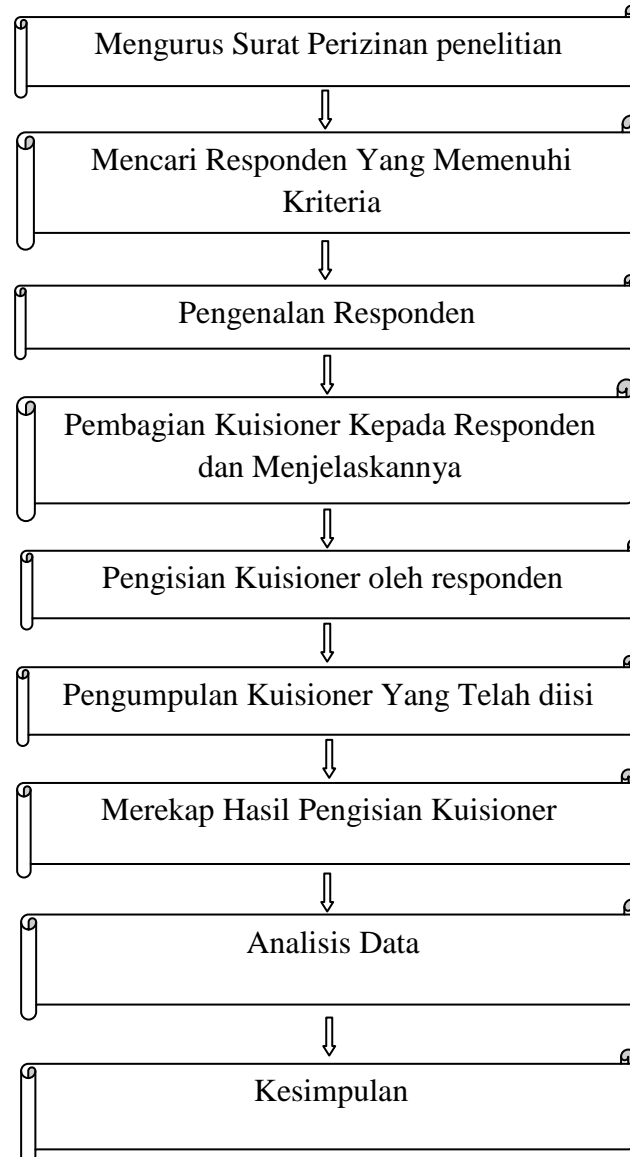 Mengurus Surat Perizinan penelitian
Mencari Responden Yang Memenuhi
Kriteria
Pengenalan Responden
Pembagian Kuisioner Kepada Responden
dan Menjelaskannya
Pengisian Kuisioner oleh responden
Pengumpulan Kuisioner Yang Telah diisi
Merekap Hasil Pengisian Kuisioner
Analisis Data
Kesimpulan